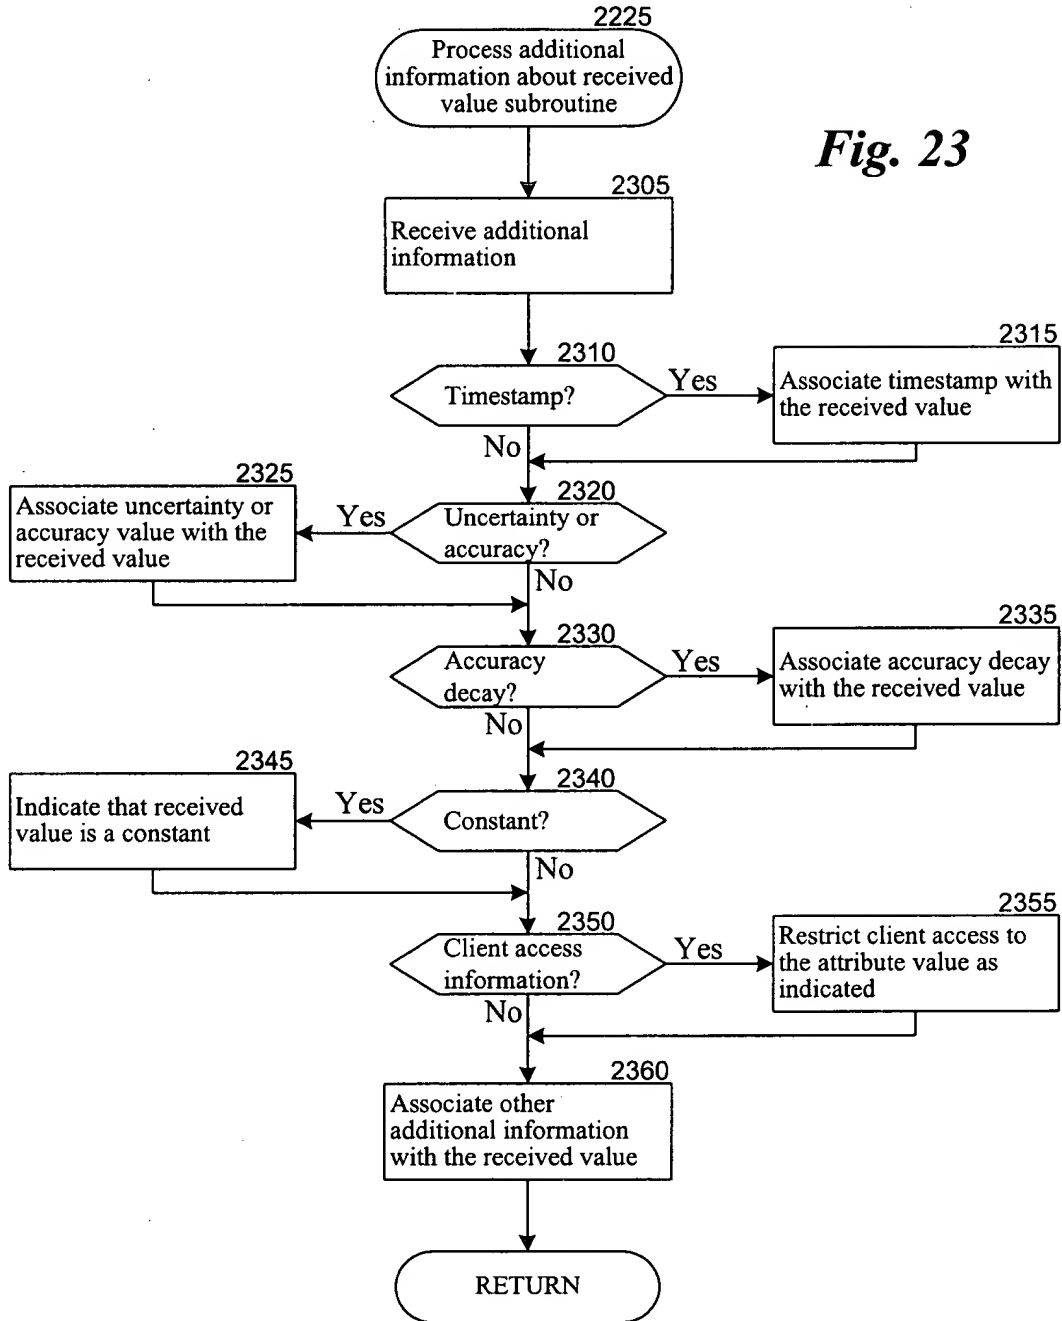 2225
Process additional
information about received
value subroutine
Fig. 23
2305
Receive additional
information
2310
Timestamp?
Yes
2315
Associate timestamp with
the received value
No
2320
Uncertainty or
accuracy?
Yes
2325
Associate uncertainty or
accuracy value with the
received value
No
2330
Accuracy
decay?
Yes
2335
Associate accuracy decay
with the received value
No
2340
Constant?
Yes
2345
Indicate that received
value is a constant
No
2350
Client access
information?
Yes
2355
Restrict client access to
the attribute value as
indicated
No
2360
Associate other
additional information
with the received value
RETURN